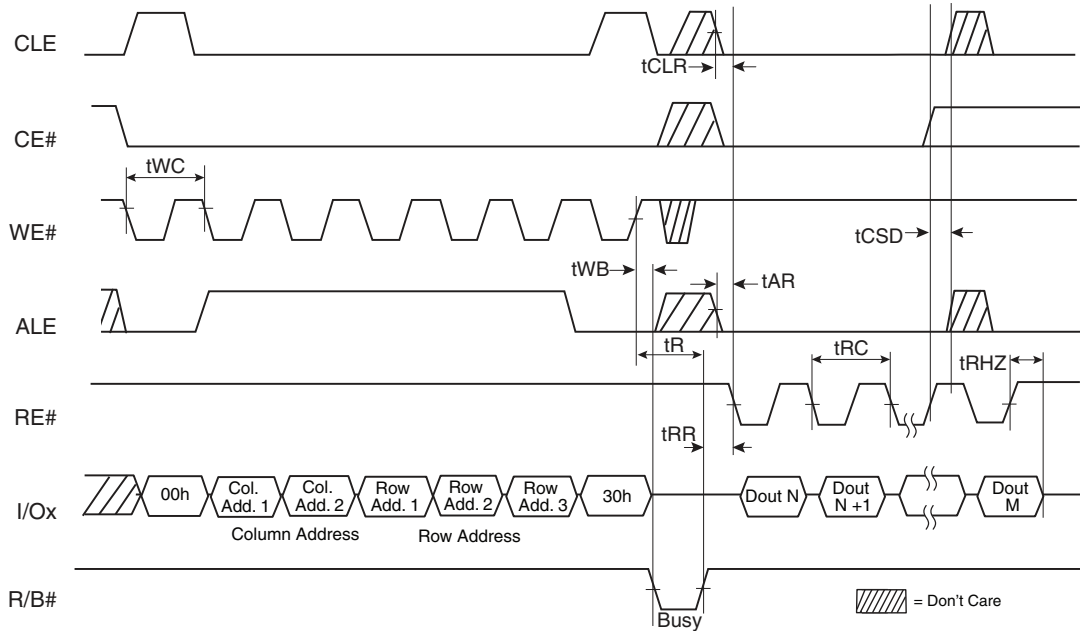 CLE
tCLR
CE#
tWC
WE#
tCSD
tWB
tAR
ALE
tR
tRC
tRHZ
RE#
tRR
I/Ox
00h
Col.
Add. 1
Col.
Add. 2
Row
Add. 1
Row
Add. 2
Row
Add. 3
30h
Dout N
Dout
N +1
Dout
M
Column Address
Row Address
R/B#
Busy
= Don't Care